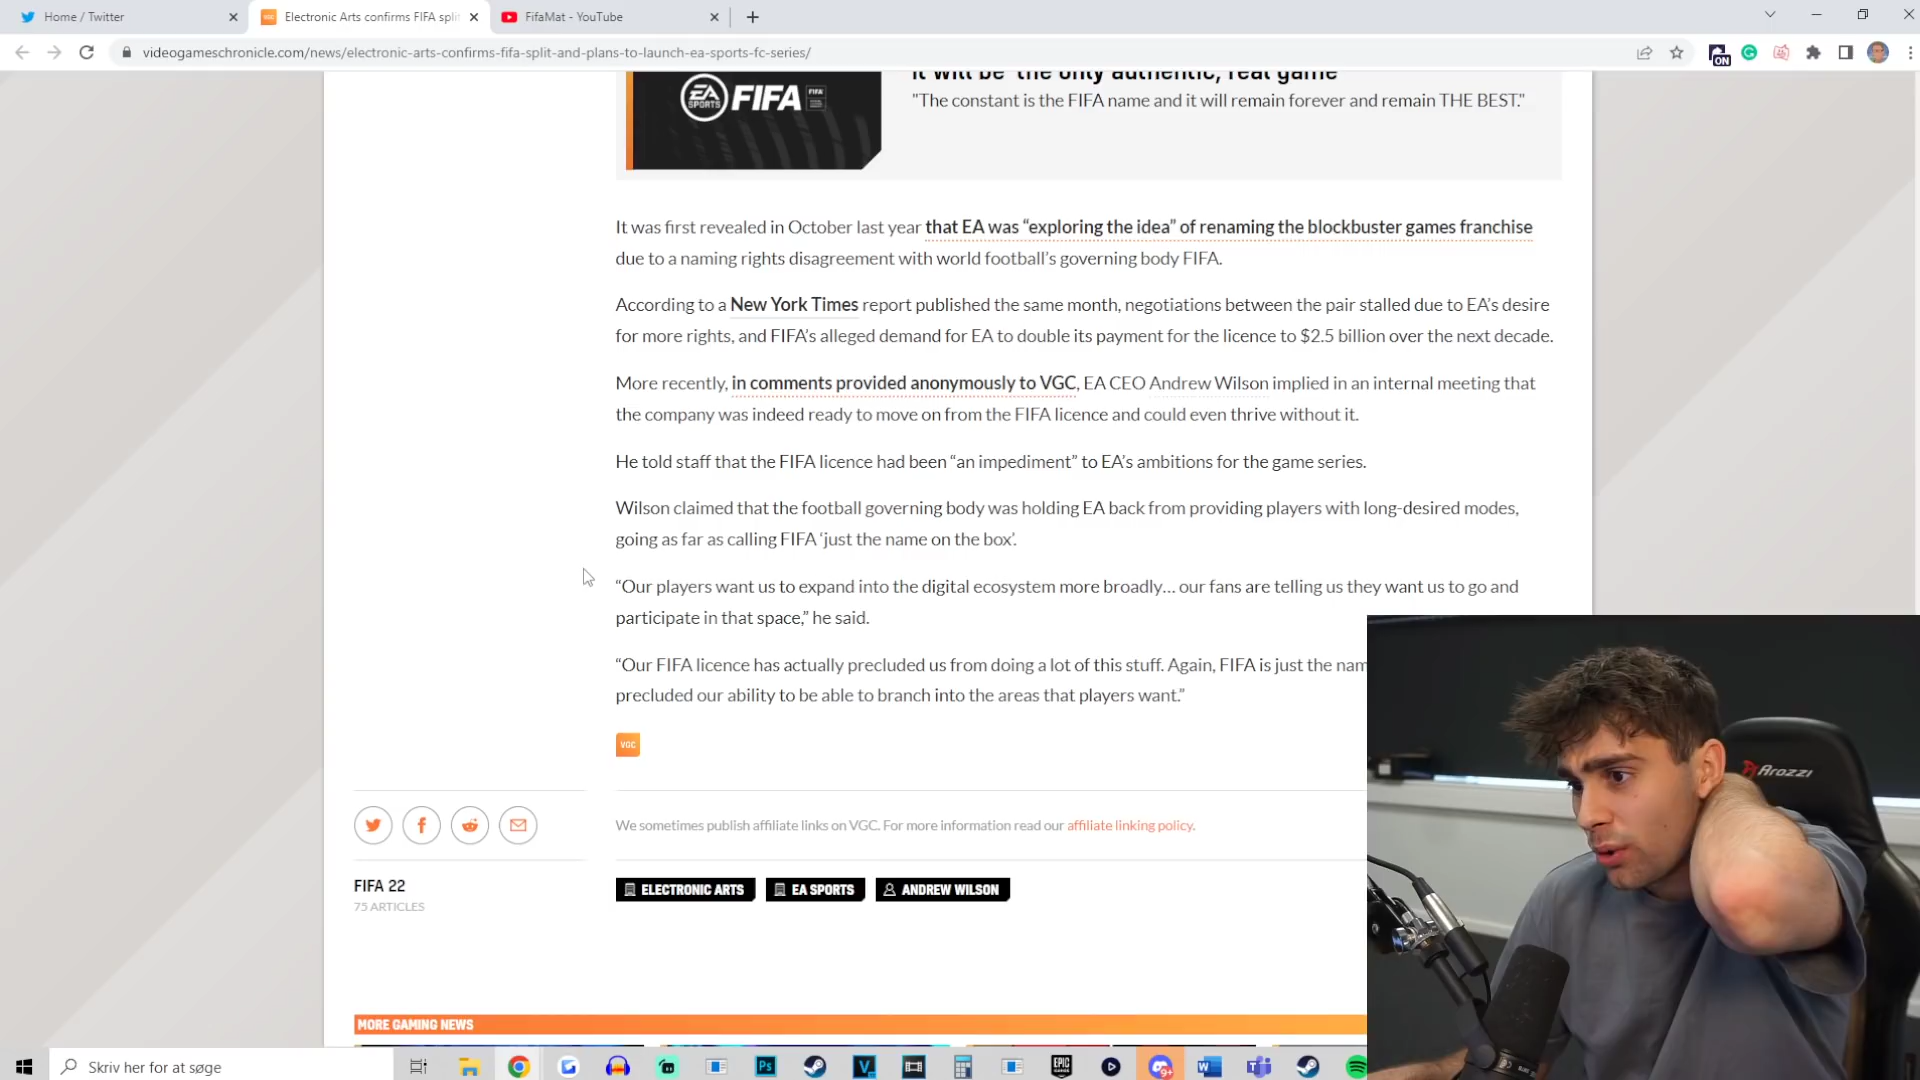 Home / Twitter
Electronic Arts confirms FIFA spli
FifaMat - YouTube
videogameschronicle.com/news/electronic-arts-confirms-fifa-split-and-plans-to-launch-ea-sports-fc-series/
ON
it will be 'the only authentic, real game'
EA SPORTS FIFA FIFA
"The constant is the FIFA name and it will remain forever and remain THE BEST."
It was first revealed in October last year that EA was “exploring the idea” of renaming the blockbuster games franchise
due to a naming rights disagreement with world football’s governing body FIFA.
According to a New York Times report published the same month, negotiations between the pair stalled due to EA’s desire
for more rights, and FIFA’s alleged demand for EA to double its payment for the licence to $2.5 billion over the next decade.
More recently, in comments provided anonymously to VGC, EA CEO Andrew Wilson implied in an internal meeting that
the company was indeed ready to move on from the FIFA licence and could even thrive without it.
He told staff that the FIFA licence had been “an impediment” to EA’s ambitions for the game series.
Wilson claimed that the football governing body was holding EA back from providing players with long-desired modes,
going as far as calling FIFA ‘just the name on the box’.
“Our players want us to expand into the digital ecosystem more broadly… our fans are telling us they want us to go and
participate in that space,” he said.
“Our FIFA licence has actually precluded us from doing a lot of this stuff. Again, FIFA is just the nam
precluded our ability to be able to branch into the areas that players want.”
VGC
We sometimes publish affiliate links on VGC. For more information read our affiliate linking policy.
FIFA 22
75 ARTICLES
ELECTRONIC ARTS
EA SPORTS
ANDREW WILSON
MORE GAMING NEWS
Arozzi
Skriv her for at søge
Ps
V
EPIC GAMES
9+
W